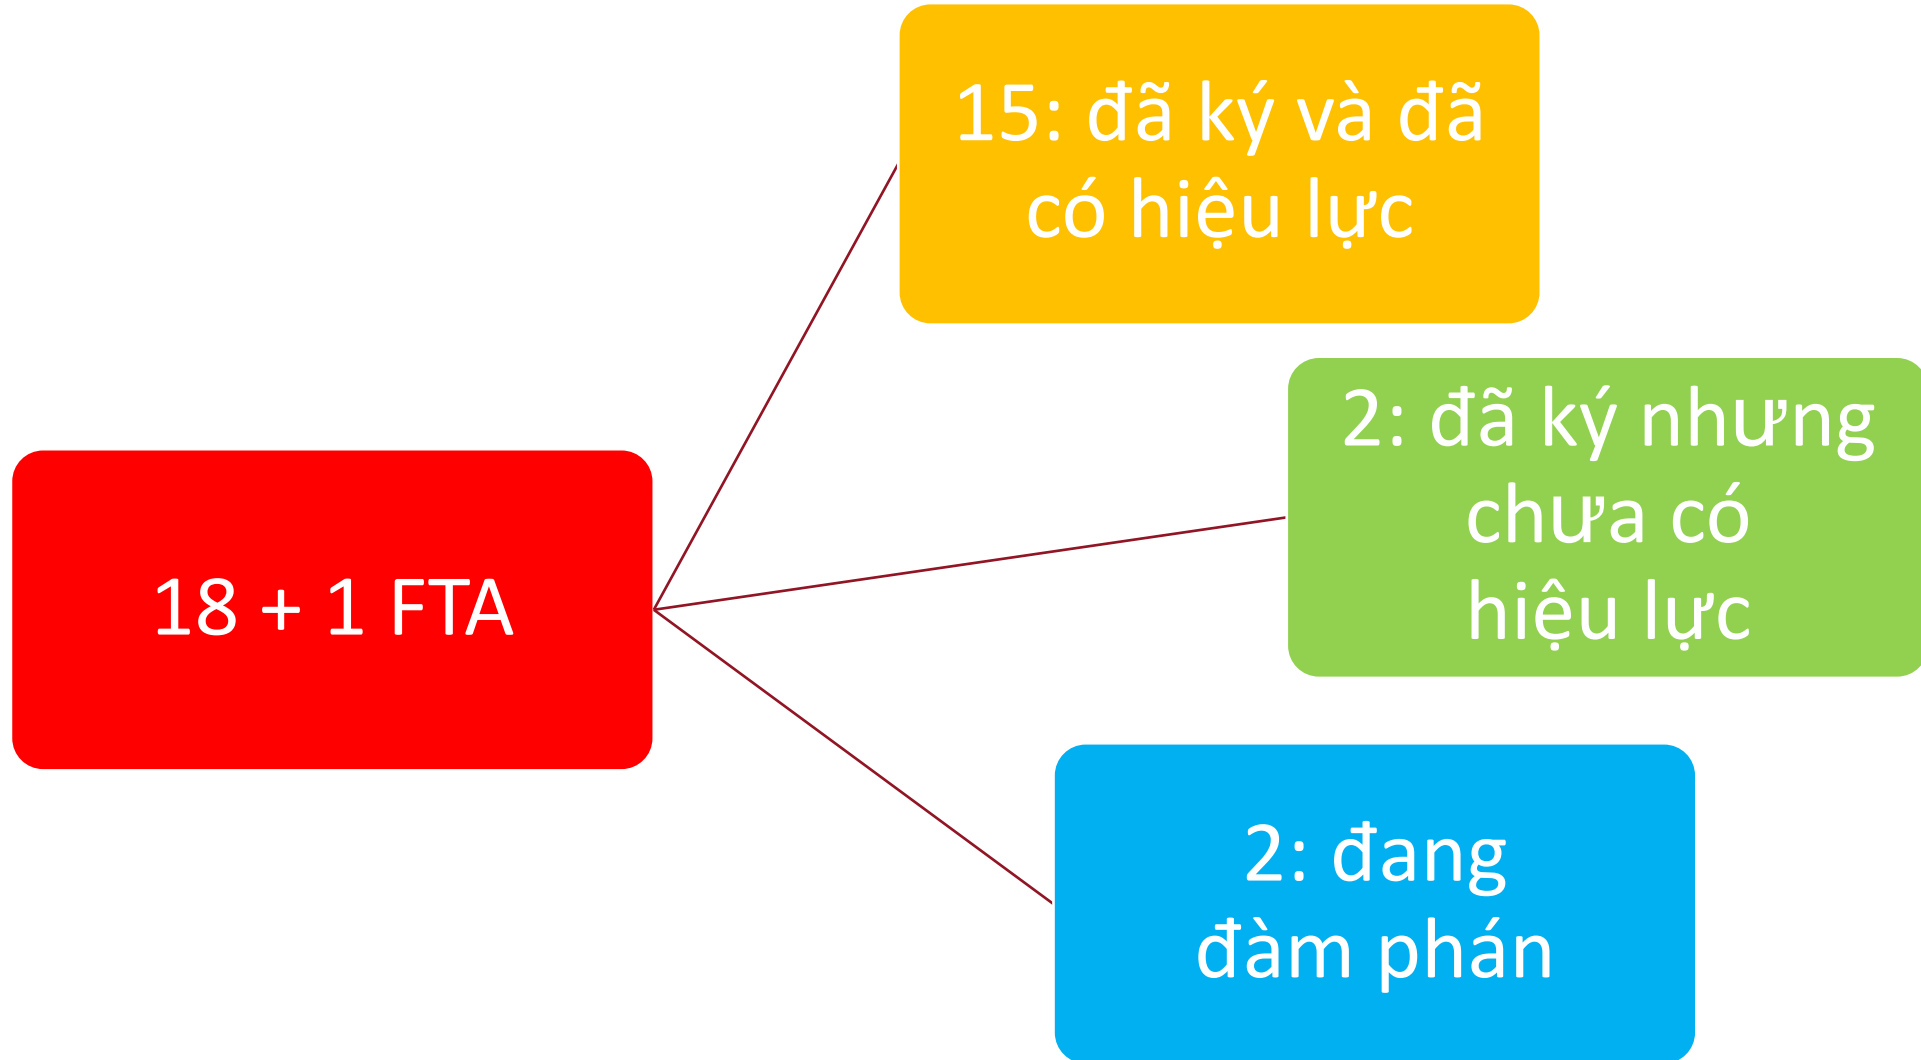 18 + 1 FTA
15: đã ký và đã
có hiệu lực
2: đã ký nhưng
chưa có
hiệu lực
2: đang
đàm phán